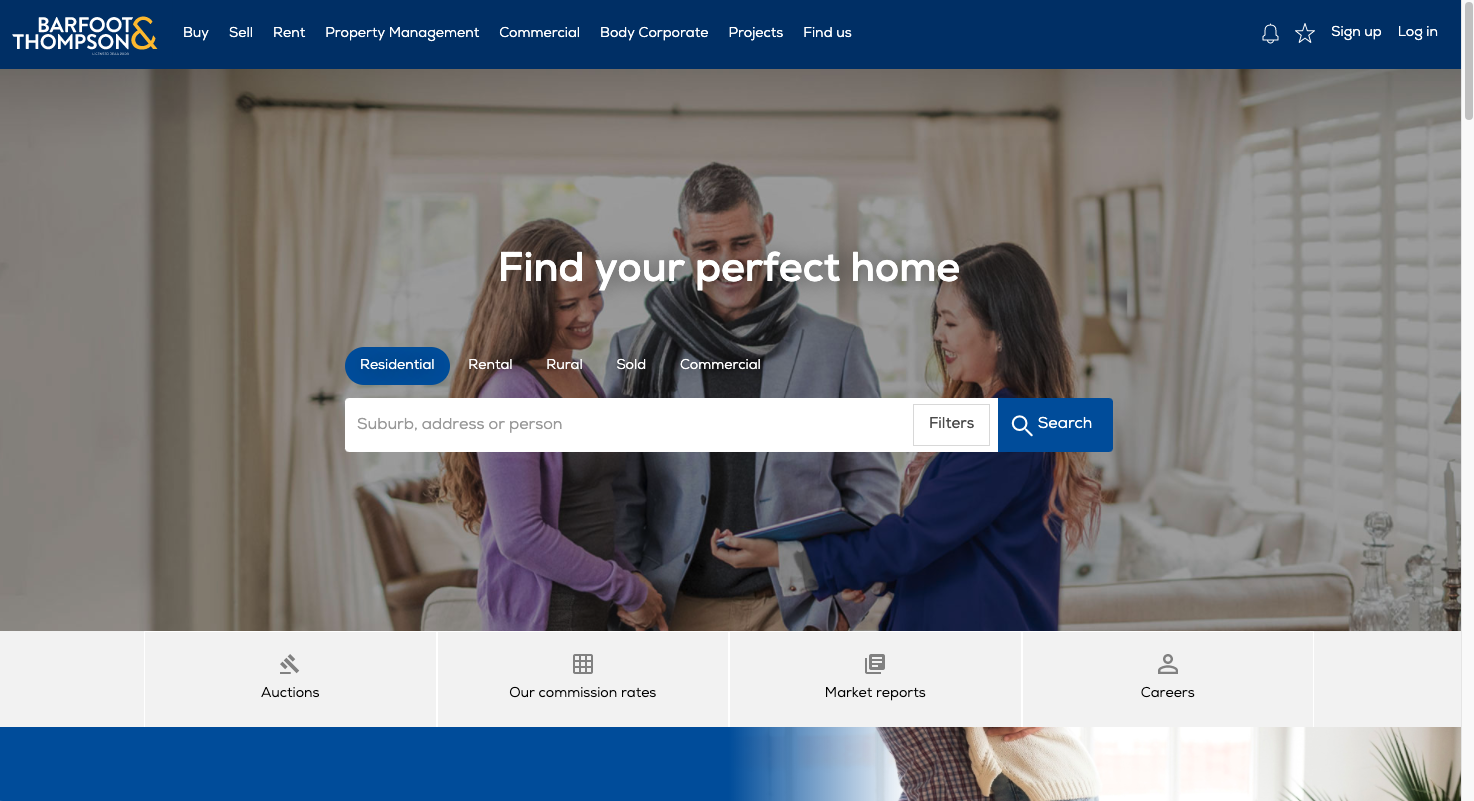 BARFOOT&
THOMPSON
Buy
Sell
Rent
Property Management
Commercial
Body Corporate
Projects
Find us
Sign up
Log in
Find your perfect home
Residential
Rental
Rural
Sold
Commercial
Suburb, address or person
Filters
Search
Auctions
Our commission rates
Market reports
Careers